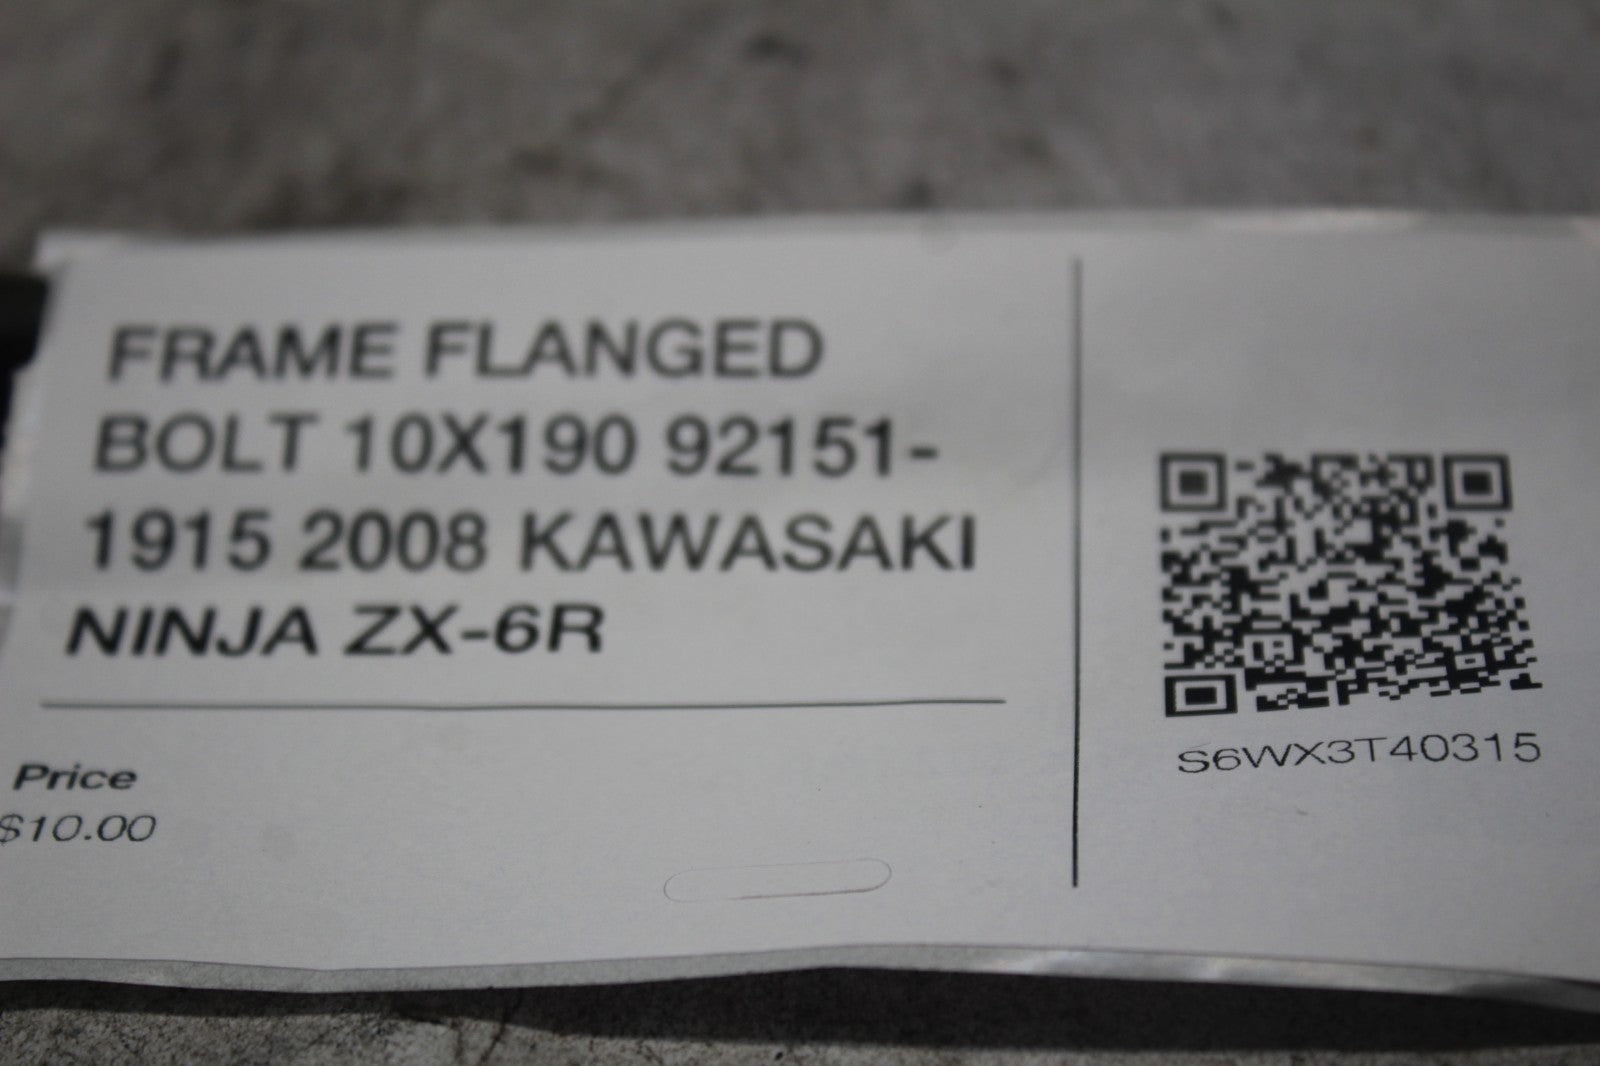 FRAME FLANGED
BOLT 10X190 92151-
1915 2008 KAWASAKI
NINJA ZX-6R
Price
$10.00
S6WX3T40315